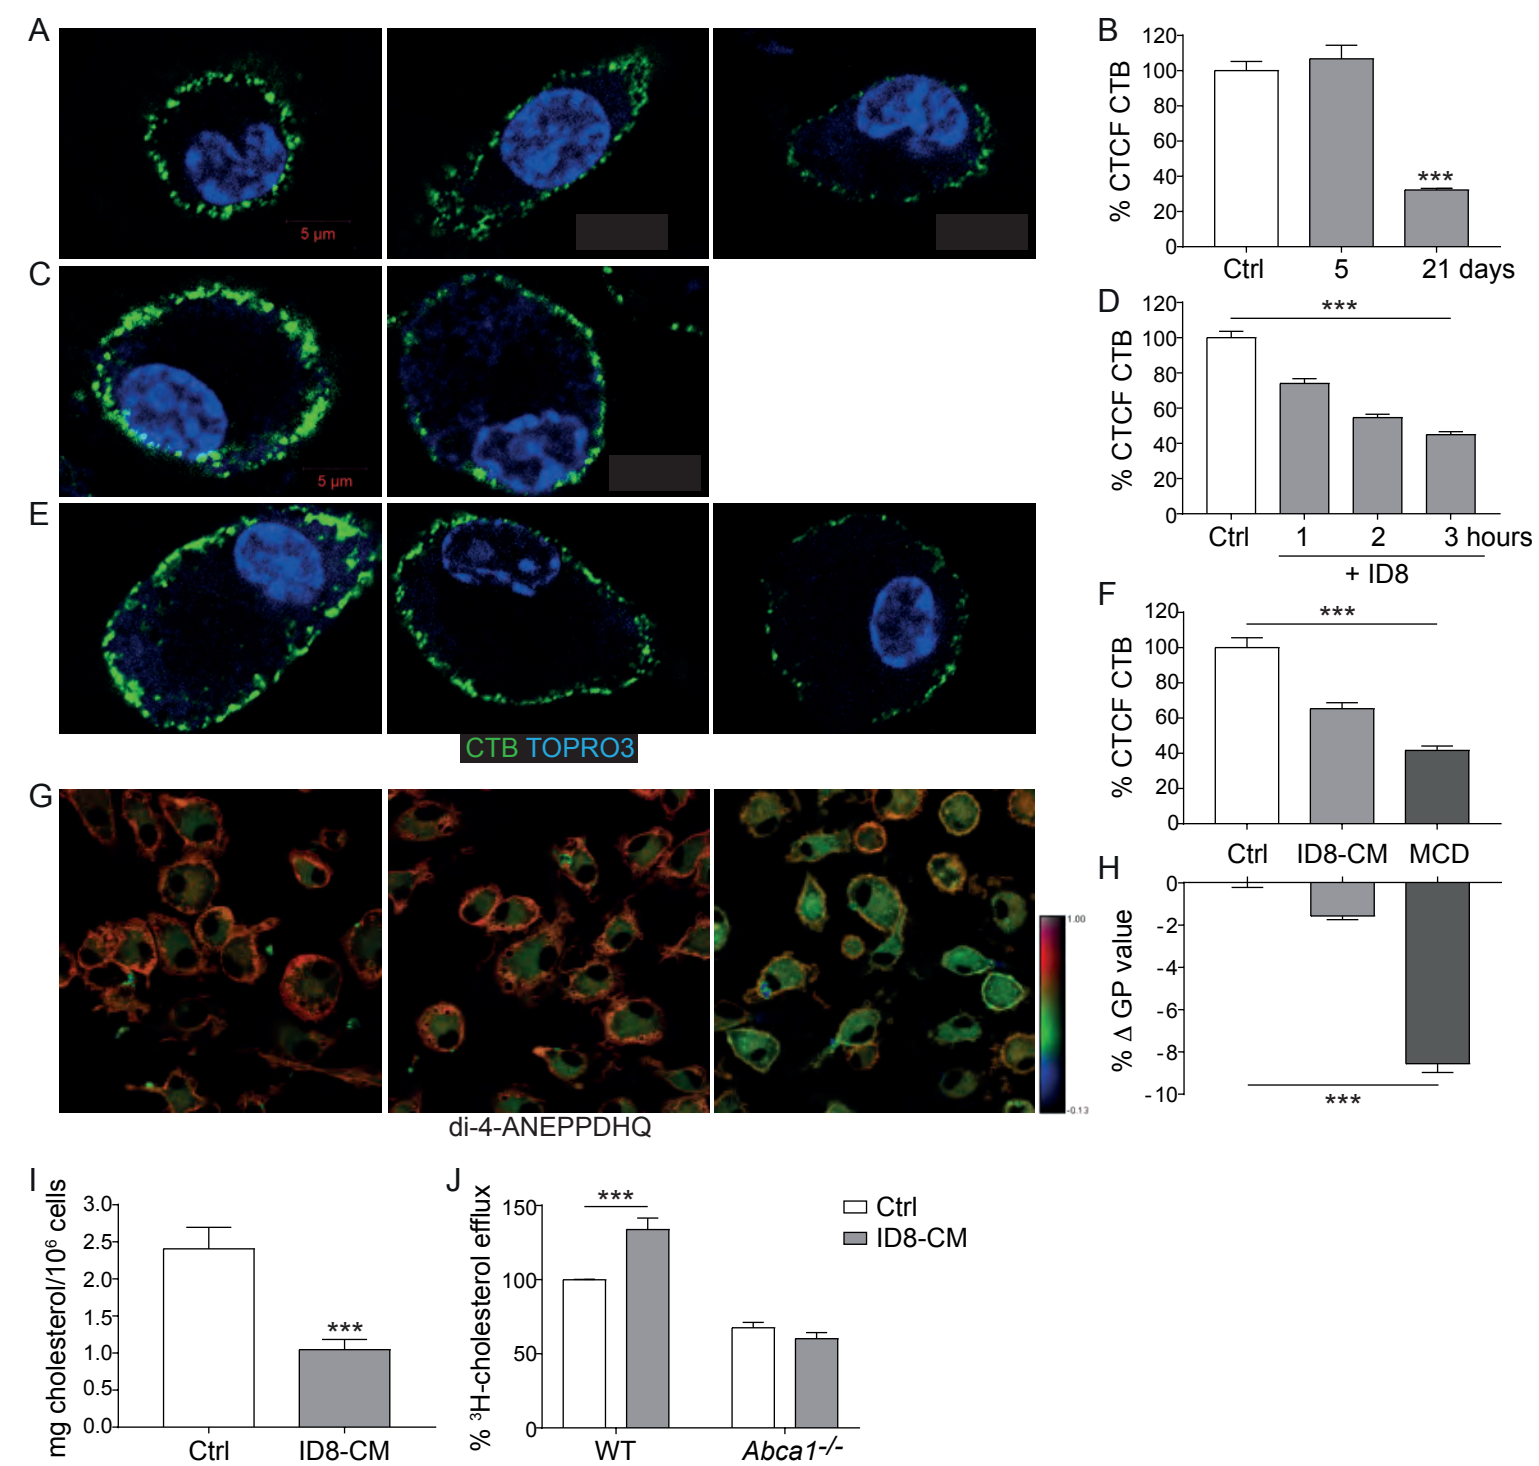 A
5 µm
B
% CTCF CTB
120
100
80
60
40
20
0
***
Ctrl
5
21 days
C
5 µm
D
% CTCF CTB
120
100
80
60
40
20
0
***
Ctrl
1
2
3 hours
+ ID8
E
CTB TOPRO3
F
% CTCF CTB
120
100
80
60
40
20
0
***
Ctrl
ID8-CM
MCD
G
1.00
-0.13
di-4-ANEPPDHQ
H
% Δ GP value
0
-2
-4
-6
-8
-10
***
I
mg cholesterol/10⁶ cells
3.0
2.5
2.0
1.5
1.0
0.5
0.0
***
Ctrl
ID8-CM
J
% ³H-cholesterol efflux
150
100
50
0
***
WT
Abca1-/-
Ctrl
ID8-CM